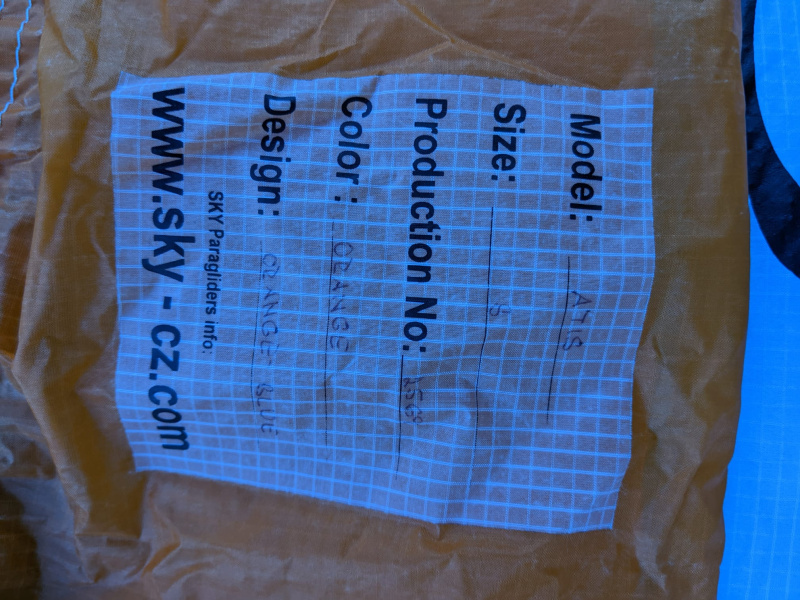 Model: ATIS
Size:
Production No:
Color: ORANGE
Design: ORANGE BLUE
SKY Paragliders info:
www.sky - cz.com